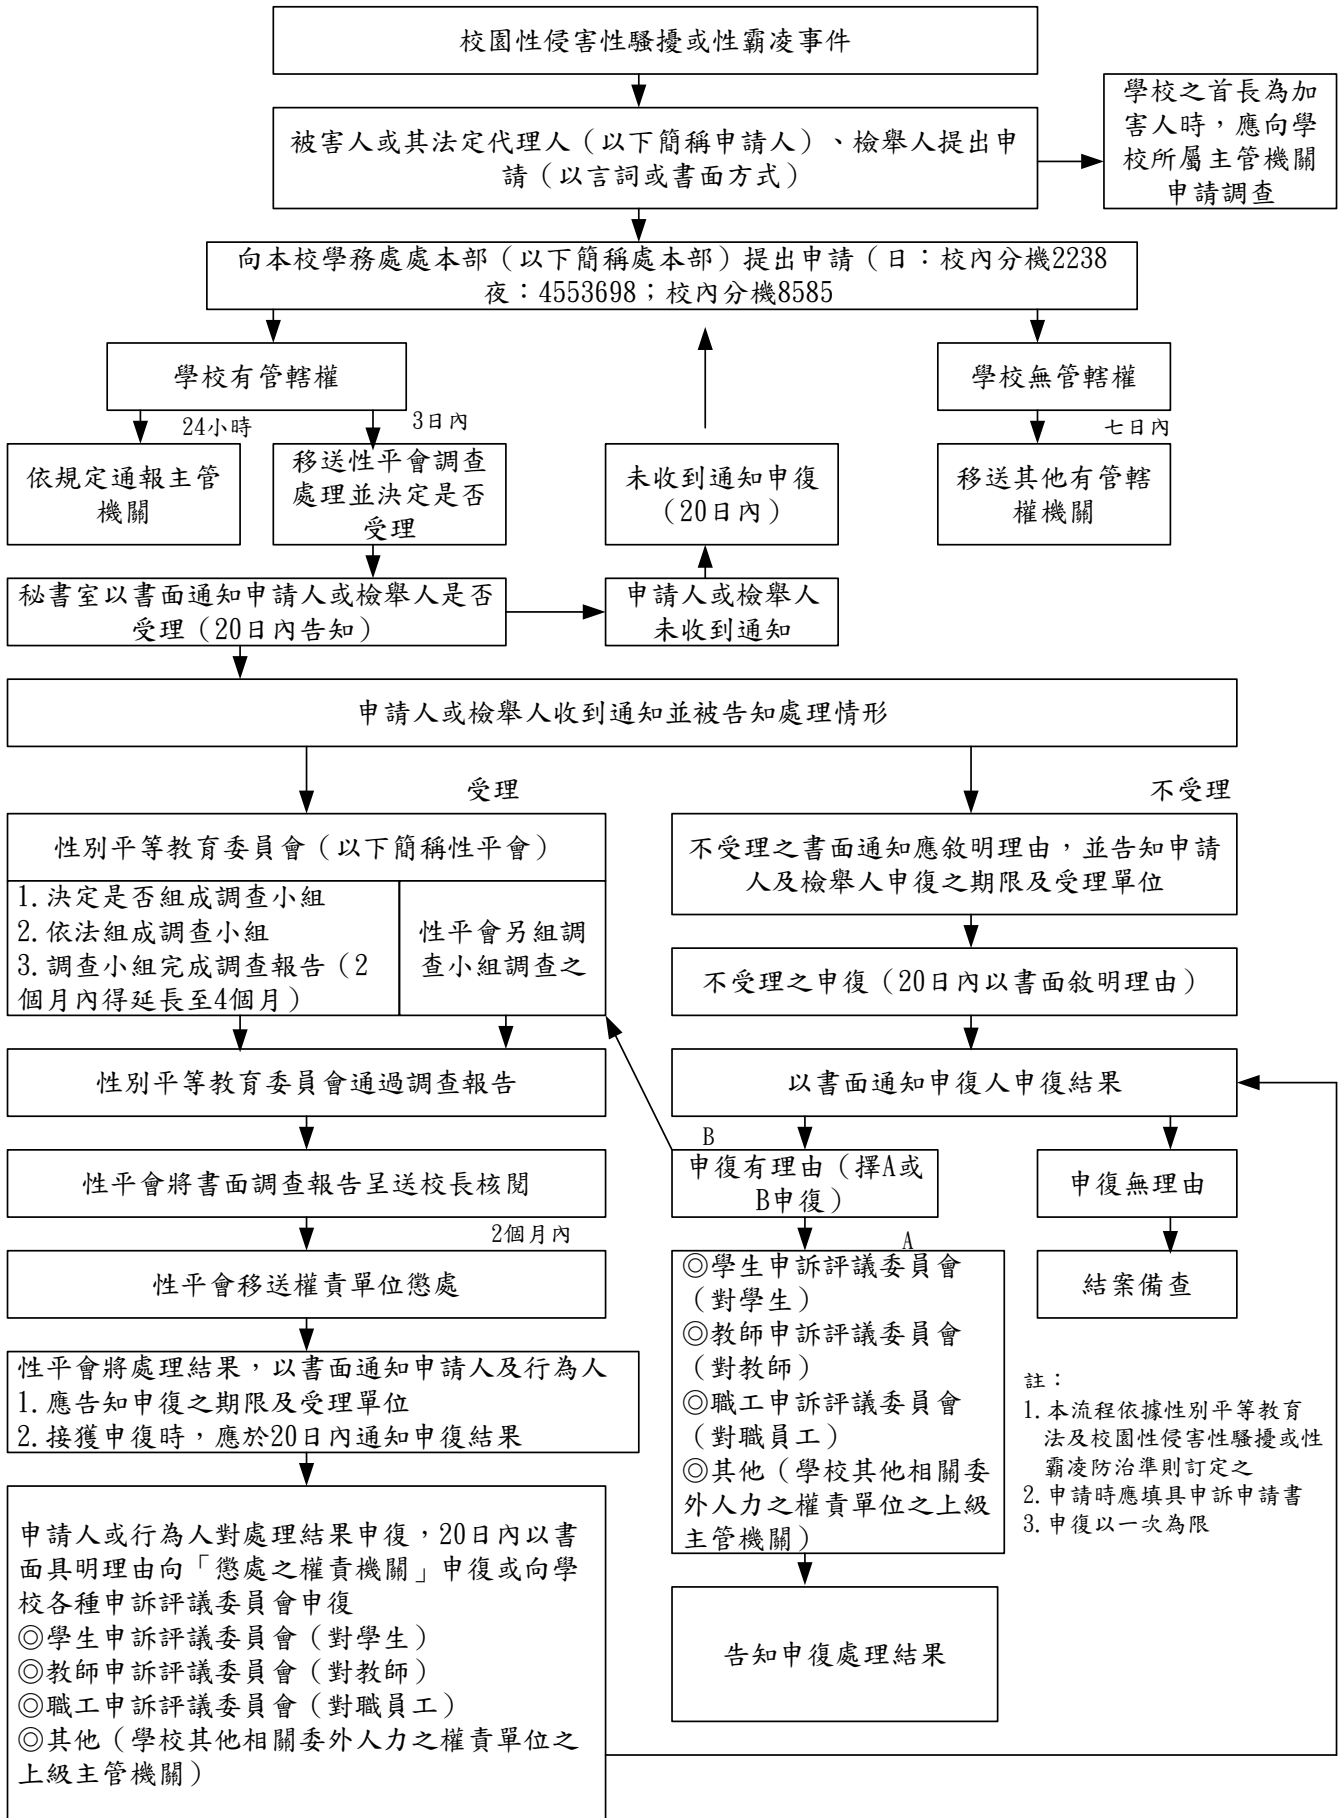 校園性侵害性騷擾或性霸凌事件
被害人或其法定代理人（以下簡稱申請人）、檢舉人提出申
請（以言詞或書面方式）
學校之首長為加
害人時，應向學
校所屬主管機關
申請調查
向本校學務處處本部（以下簡稱處本部）提出申請（日：校內分機2238
夜：4553698；校內分機8585
學校有管轄權
學校無管轄權
24小時
3日內
七日內
依規定通報主管
機關
移送性平會調查
處理並決定是否
受理
未收到通知申復
（20日內）
移送其他有管轄
權機關
秘書室以書面通知申請人或檢舉人是否
受理（20日內告知）
申請人或檢舉人
未收到通知
申請人或檢舉人收到通知並被告知處理情形
受理
不受理
性別平等教育委員會（以下簡稱性平會）
1.決定是否組成調查小組
2.依法組成調查小組
3.調查小組完成調查報告（2
個月內得延長至4個月）
性平會另組調
查小組調查之
不受理之書面通知應敘明理由，並告知申請
人及檢舉人申復之期限及受理單位
不受理之申復（20日內以書面敘明理由）
性別平等教育委員會通過調查報告
以書面通知申復人申復結果
B
性平會將書面調查報告呈送校長核閱
申復有理由（擇A或
B申復）
申復無理由
2個月內
A
性平會移送權責單位懲處
◎學生申訴評議委員會
（對學生）
◎教師申訴評議委員會
（對教師）
◎職工申訴評議委員會
（對職員工）
◎其他（學校其他相關委
外人力之權責單位之上級
主管機關）
結案備查
性平會將處理結果，以書面通知申請人及行為人
1.應告知申復之期限及受理單位
2.接獲申復時，應於20日內通知申復結果
註：
1.本流程依據性別平等教育
法及校園性侵害性騷擾或性
霸凌防治準則訂定之
2.申請時應填具申訴申請書
3.申復以一次為限
申請人或行為人對處理結果申復，20日內以書
面具明理由向「懲處之權責機關」申復或向學
校各種申訴評議委員會申復
◎學生申訴評議委員會（對學生）
◎教師申訴評議委員會（對教師）
◎職工申訴評議委員會（對職員工）
◎其他（學校其他相關委外人力之權責單位之
上級主管機關）
告知申復處理結果